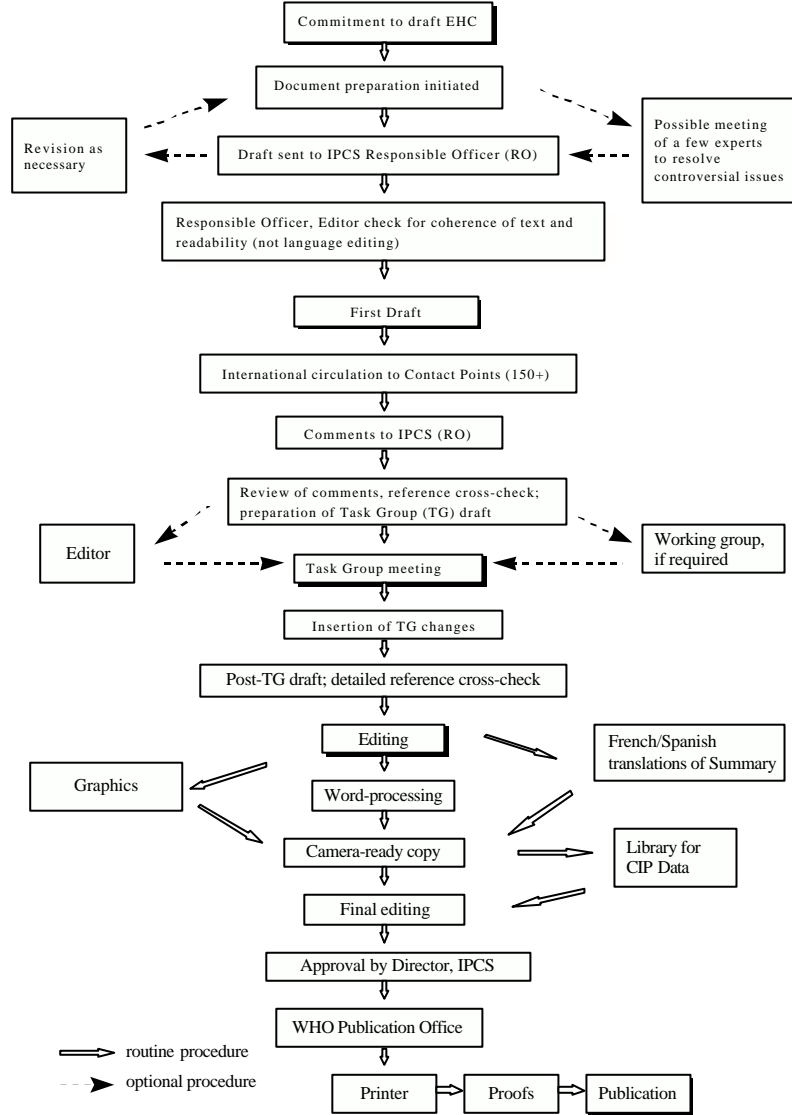 Commitment to draft EHC
Document preparation initiated
Revision as
necessary
Draft sent to IPCS Responsible Officer (RO)
Possible meeting
of a few experts
to resolve
controversial issues
Responsible Officer, Editor check for coherence of text and
readability (not language editing)
First Draft
International circulation to Contact Points (150+)
Comments to IPCS (RO)
Review of comments, reference cross-check;
preparation of Task Group (TG) draft
Editor
Working group,
if required
Task Group meeting
Insertion of TG changes
Post-TG draft; detailed reference cross-check
Editing
French/Spanish
translations of Summary
Graphics
Word-processing
Camera-ready copy
Library for
CIP Data
Final editing
Approval by Director, IPCS
WHO Publication Office
routine procedure
optional procedure
Printer
Proofs
Publication